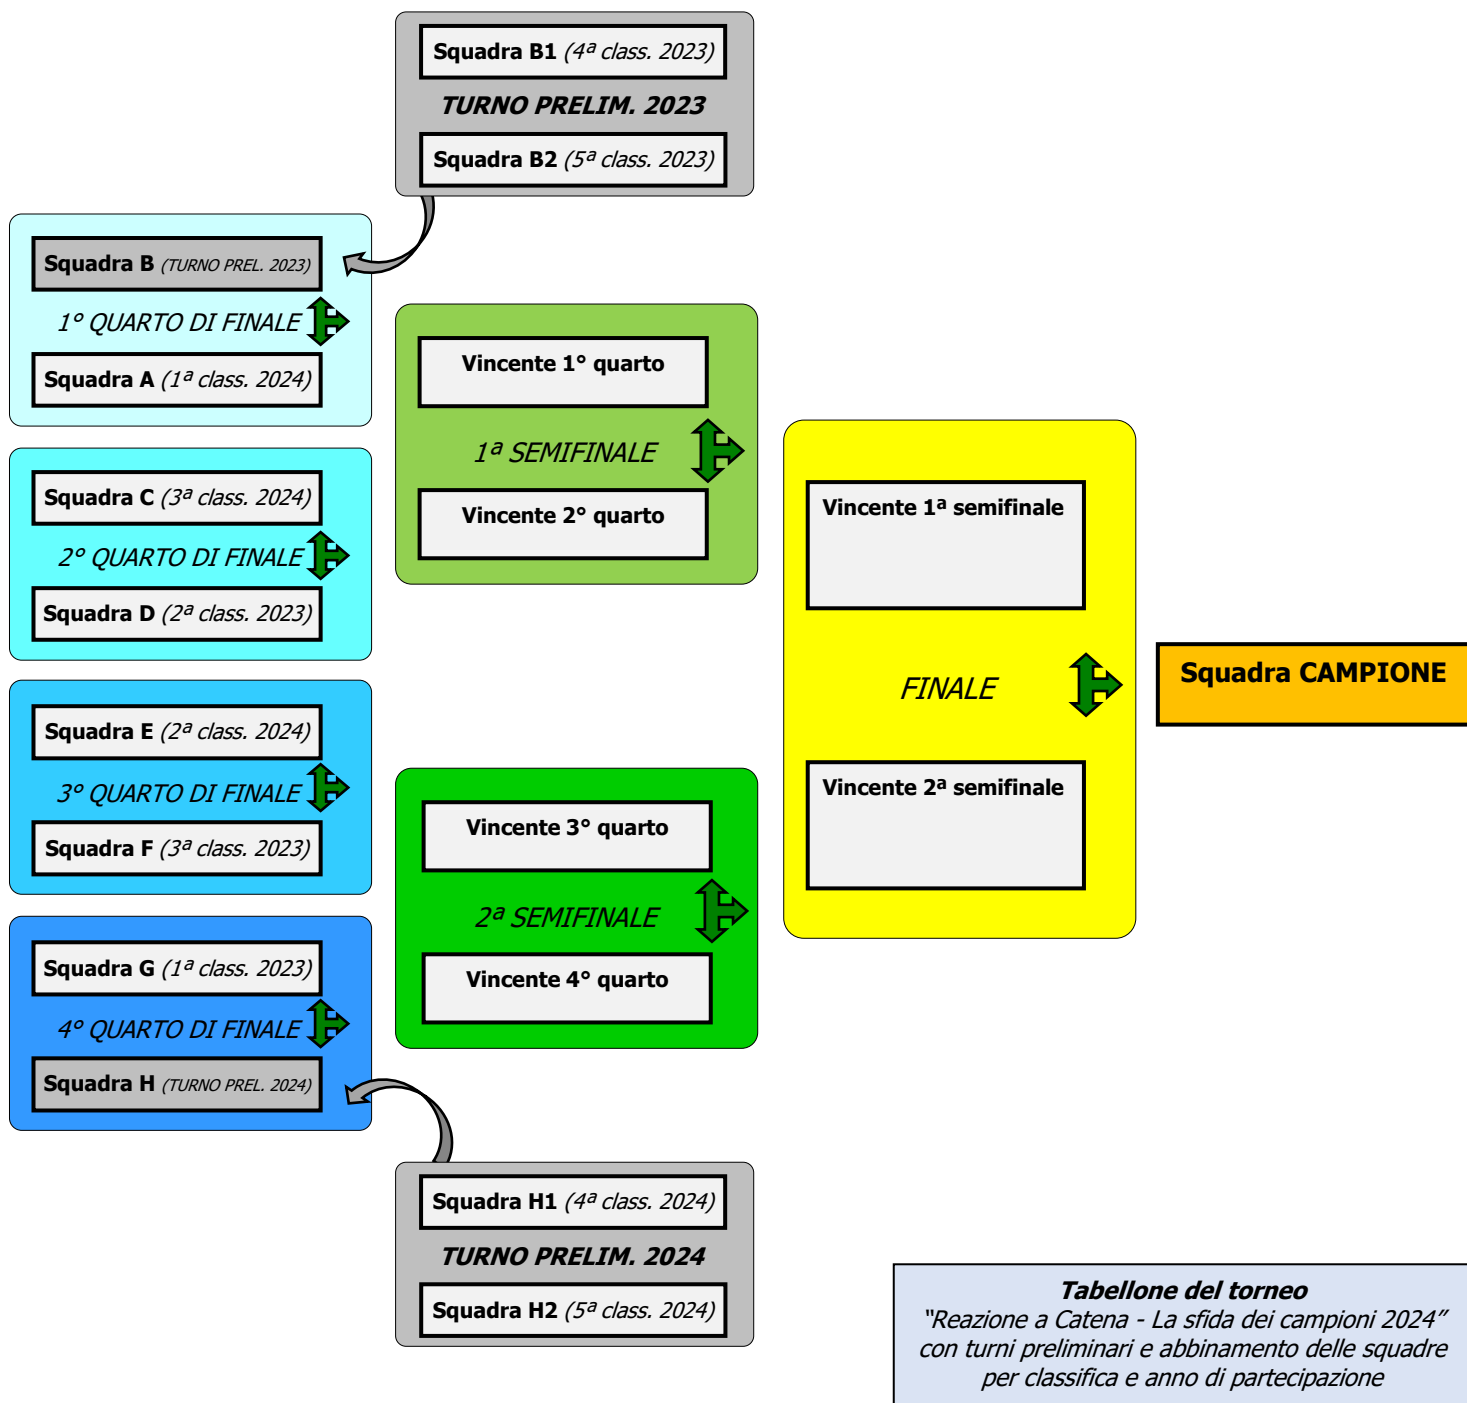 Squadra B1 (4ª class. 2023)
TURNO PRELIM. 2023
Squadra B2 (5ª class. 2023)
Squadra B (TURNO PREL. 2023)
1° QUARTO DI FINALE
Squadra A (1ª class. 2024)
Squadra C (3ª class. 2024)
2° QUARTO DI FINALE
Squadra D (2ª class. 2023)
Squadra E (2ª class. 2024)
3° QUARTO DI FINALE
Squadra F (3ª class. 2023)
Squadra G (1ª class. 2023)
4° QUARTO DI FINALE
Squadra H (TURNO PREL. 2024)
Squadra H1 (4ª class. 2024)
TURNO PRELIM. 2024
Squadra H2 (5ª class. 2024)
Vincente 1° quarto
1ª SEMIFINALE
Vincente 2° quarto
Vincente 3° quarto
2ª SEMIFINALE
Vincente 4° quarto
Vincente 1ª semifinale
FINALE
Vincente 2ª semifinale
Squadra CAMPIONE
Tabellone del torneo
"Reazione a Catena - La sfida dei campioni 2024"
con turni preliminari e abbinamento delle squadre
per classifica e anno di partecipazione